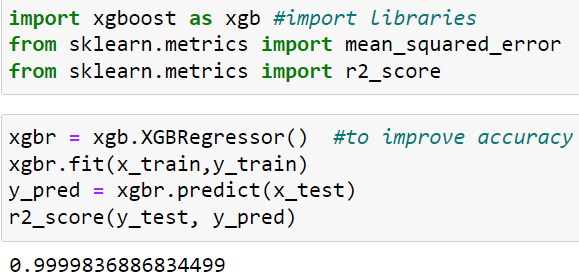 import xgboost as xgb #import libraries
from sklearn.metrics import mean_squared_error
from sklearn.metrics import r2_score
xgbr = xgb.XGBRegressor()  #to improve accuracy
xgbr.fit(x_train,y_train)
y_pred = xgbr.predict(x_test)
r2_score(y_test, y_pred)
0.9999836886834499